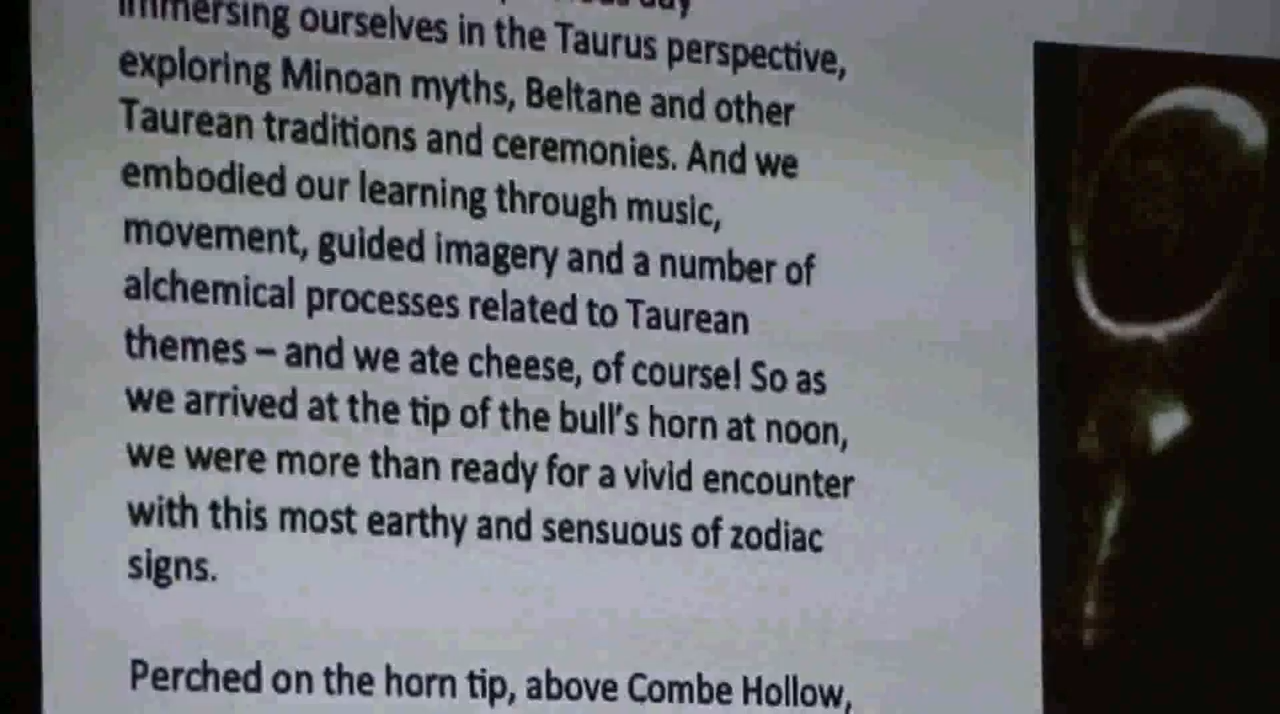 immersing ourselves in the Taurus perspective,
exploring Minoan myths, Beltane and other
Taurean traditions and ceremonies. And we
embodied our learning through music,
movement, guided imagery and a number of
alchemical processes related to Taurean
themes – and we ate cheese, of course! So as
we arrived at the tip of the bull's horn at noon,
we were more than ready for a vivid encounter
with this most earthy and sensuous of zodiac
signs.
Perched on the horn tip, above Combe Hollow,